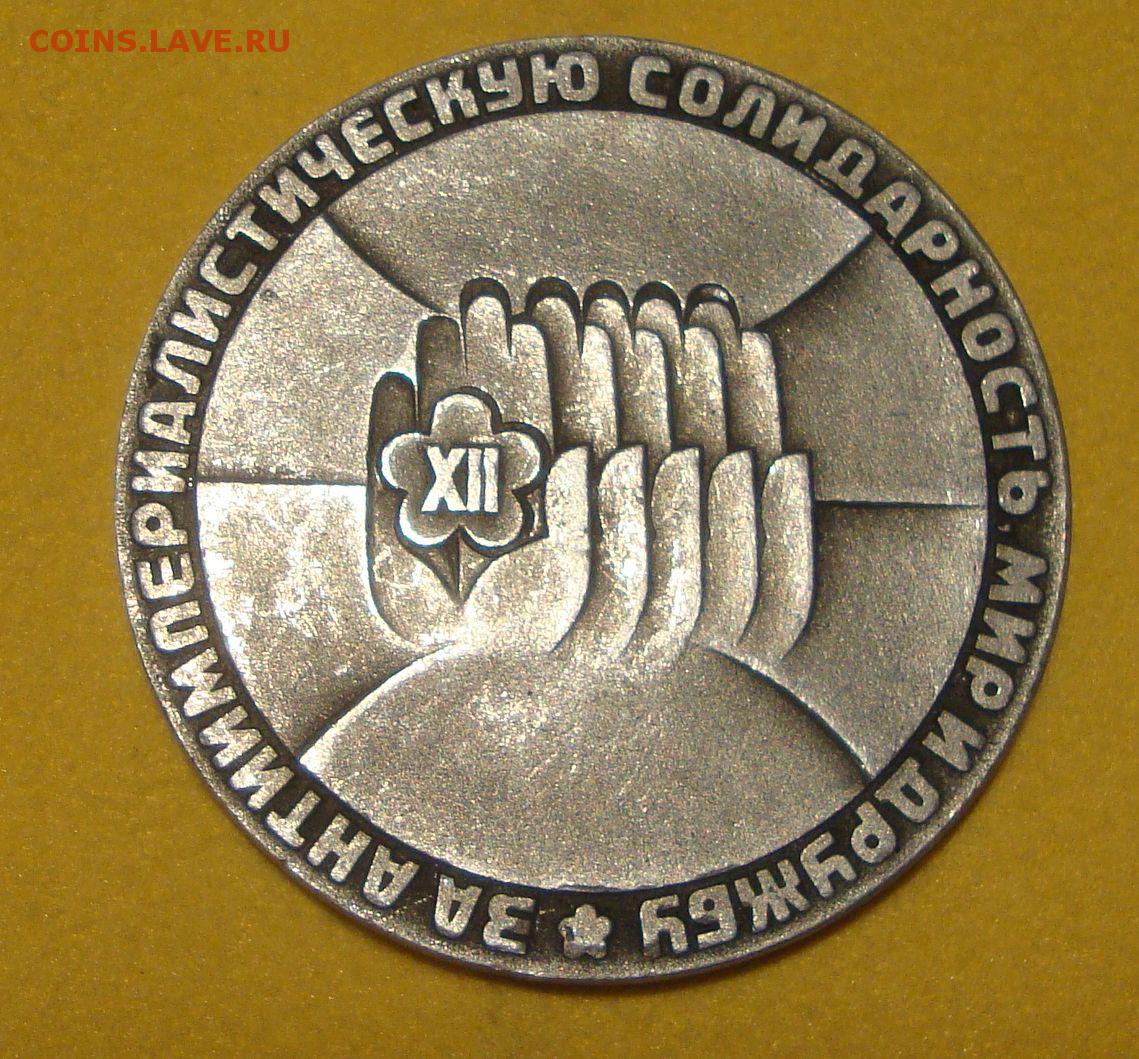 COINS.LAVE.RU
ЗА АНТИИМПЕРИАЛИСТИЧЕСКУЮ СОЛИДАРНОСТЬ, МИР И ДРУЖБУ
XII